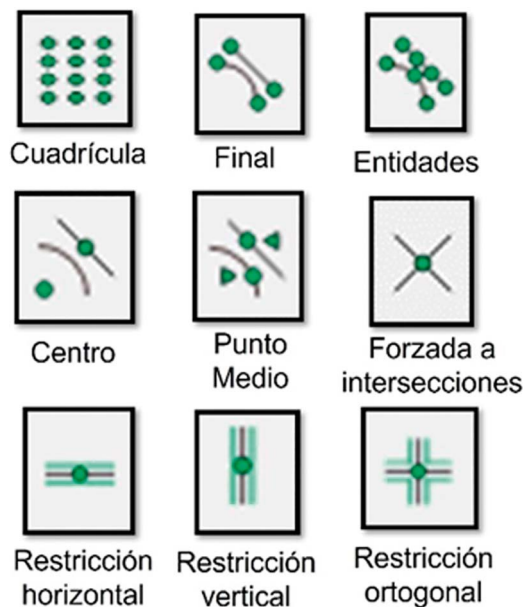 Cuadrícula
Final
Entidades
Centro
Punto
Medio
Forzada a
intersecciones
Restricción
horizontal
Restricción
vertical
Restricción
ortogonal